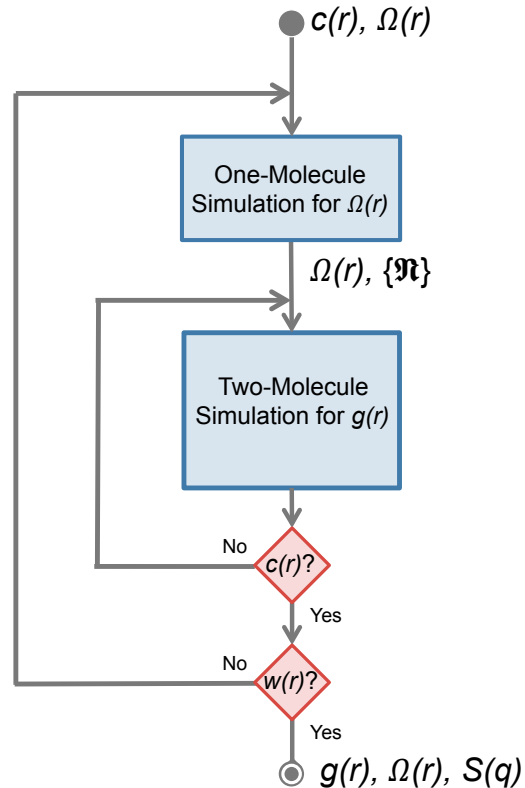 c(r), Ω(r)
One-Molecule
Simulation for Ω(r)
Ω(r), {𝕹}
Two-Molecule
Simulation for g(r)
No
c(r)?
Yes
No
w(r)?
Yes
g(r), Ω(r), S(q)